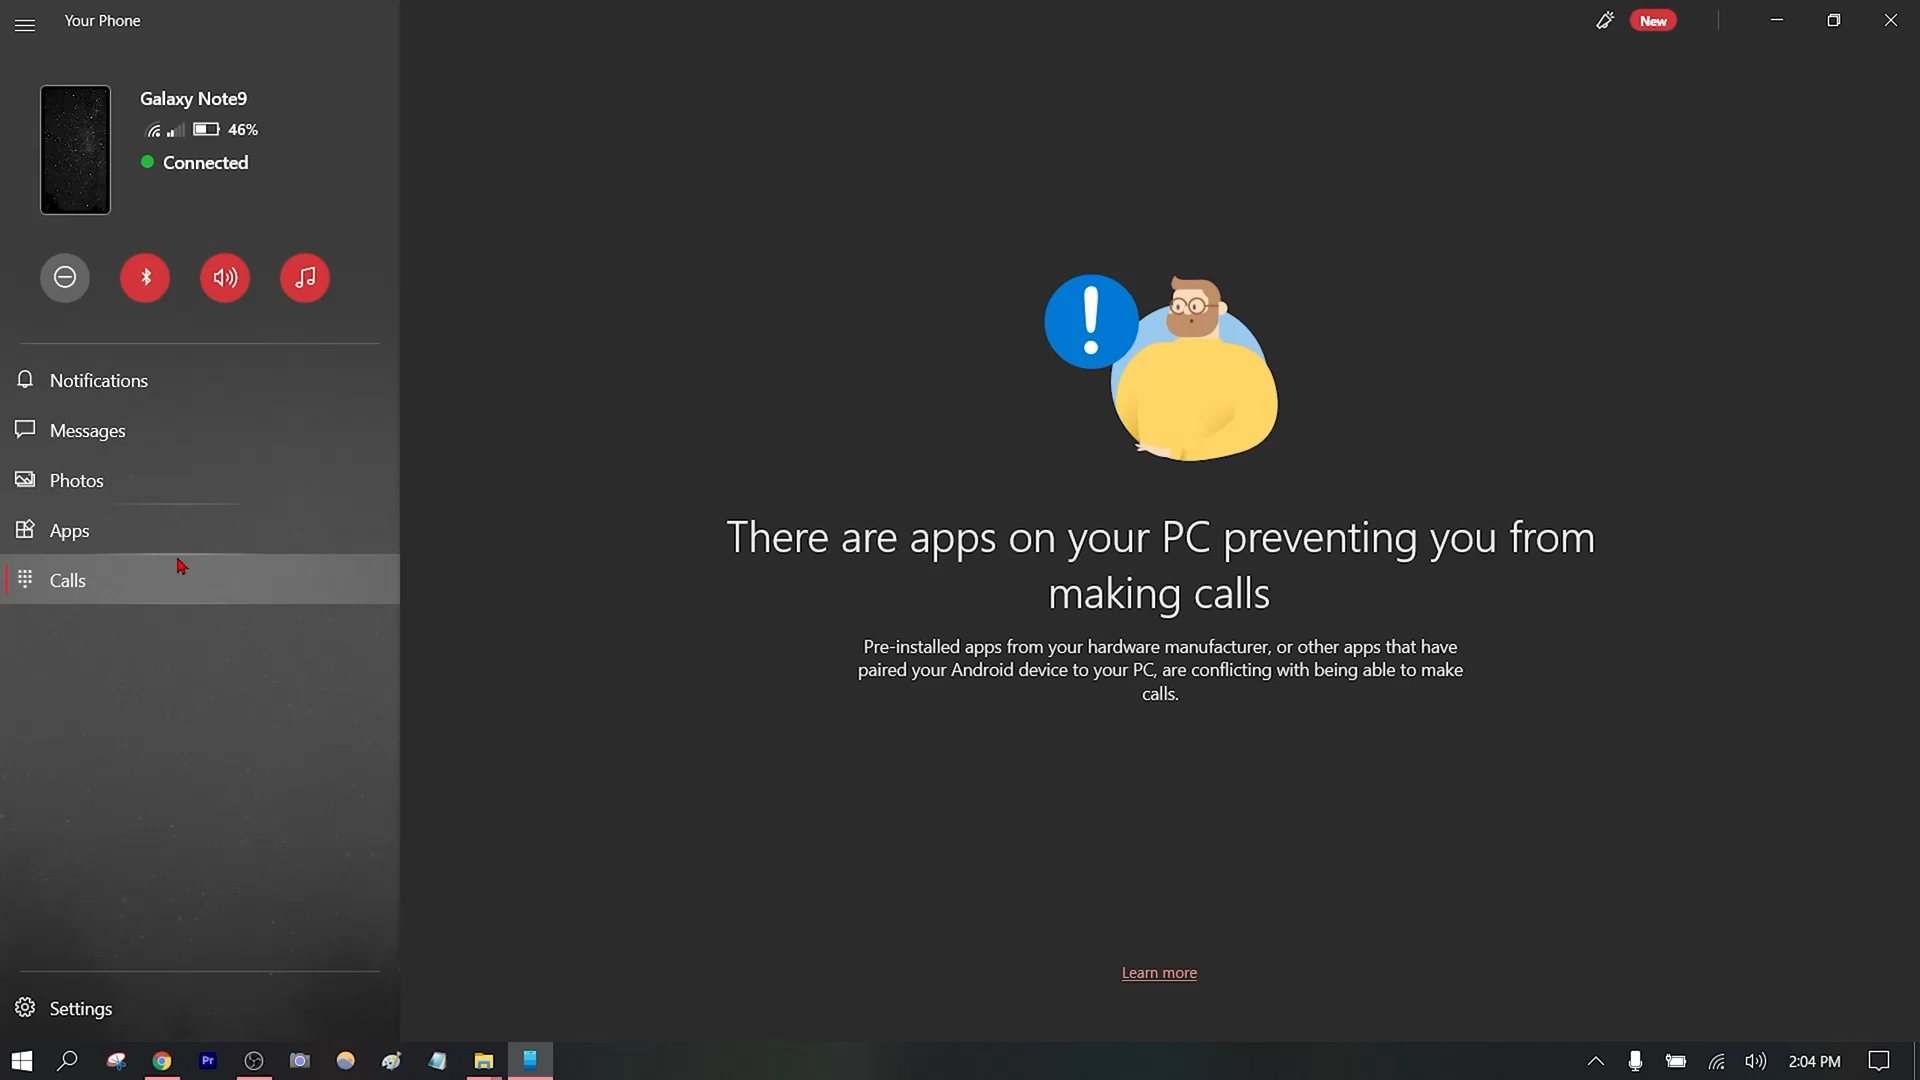 Your Phone
New
Galaxy Note9
46%
Connected
Notifications
Messages
Photos
Apps
Calls
There are apps on your PC preventing you from
making calls
Pre-installed apps from your hardware manufacturer, or other apps that have
paired your Android device to your PC, are conflicting with being able to make
calls.
Learn more
Settings
Pr
2:04 PM